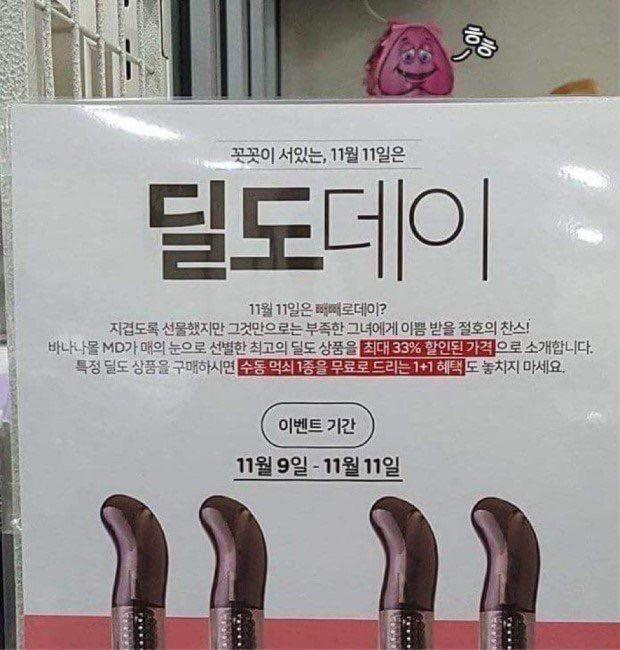 ㅎㅎ
꼿꼿이 서있는, 11월 11일은
딜도데이
11월 11일은 빼빼로데이?
지겹도록 선물했지만 그것만으로는 부족한 그녀에게 이쁨 받을 절호의 찬스!
바나나몰 MD가 매의 눈으로 선별한 최고의 딜도 상품을 최대 33% 할인된 가격으로 소개합니다.
특정 딜도 상품을 구매하시면 수동 먹쇠 1종을 무료로 드리는 1+1 혜택도 놓치지 마세요.
이벤트 기간
11월 9일 - 11월 11일